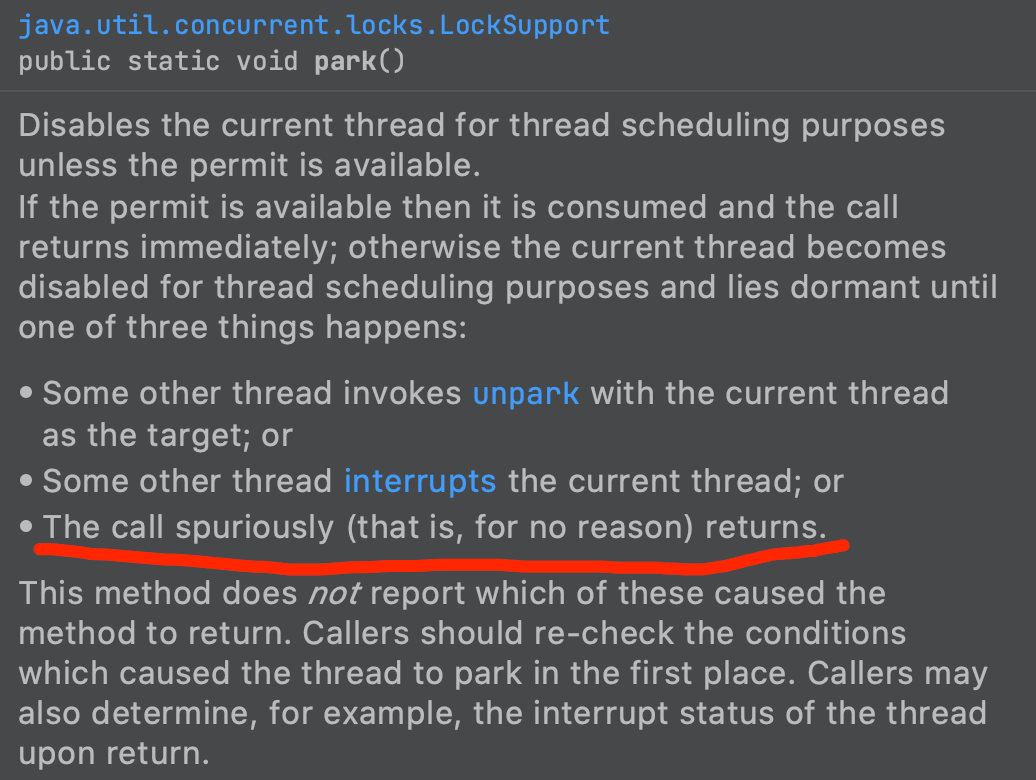 java.util.concurrent.locks.LockSupport
public static void park()
Disables the current thread for thread scheduling purposes
unless the permit is available.
If the permit is available then it is consumed and the call
returns immediately; otherwise the current thread becomes
disabled for thread scheduling purposes and lies dormant until
one of three things happens:
• Some other thread invokes unpark with the current thread
as the target; or
• Some other thread interrupts the current thread; or
• The call spuriously (that is, for no reason) returns.
This method does not report which of these caused the
method to return. Callers should re-check the conditions
which caused the thread to park in the first place. Callers may
also determine, for example, the interrupt status of the thread
upon return.